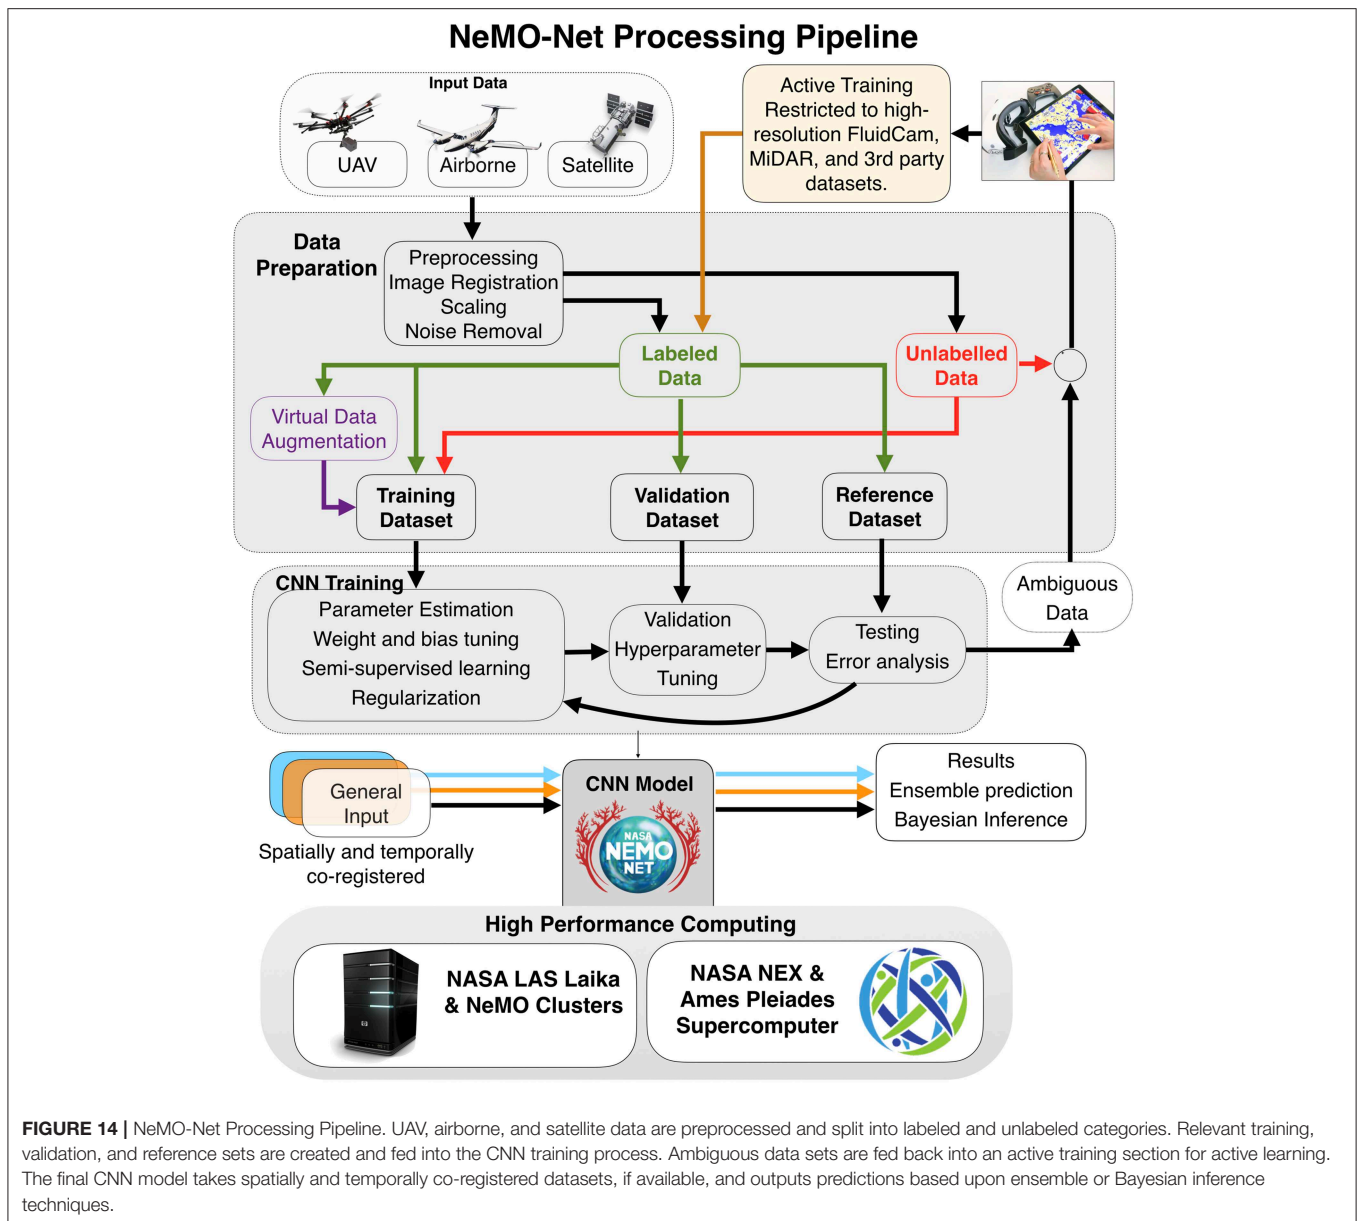 NeMO-Net Processing Pipeline
Input Data
UAV
Airborne
Satellite
Active Training
Restricted to high-
resolution FluidCam,
MiDAR, and 3rd party
datasets.
Data
Preparation
Preprocessing
Image Registration
Scaling
Noise Removal
Labeled
Data
Unlabelled
Data
Virtual Data
Augmentation
Training
Dataset
Validation
Dataset
Reference
Dataset
CNN Training
Parameter Estimation
Weight and bias tuning
Semi-supervised learning
Regularization
Validation
Hyperparameter
Tuning
Testing
Error analysis
Ambiguous
Data
General
Input
Spatially and temporally
co-registered
CNN Model
NASA
NEMO
NET
Results
Ensemble prediction
Bayesian Inference
High Performance Computing
NASA LAS Laika
& NeMO Clusters
NASA NEX &
Ames Pleiades
Supercomputer
FIGURE 14 | NeMO-Net Processing Pipeline. UAV, airborne, and satellite data are preprocessed and split into labeled and unlabeled categories. Relevant training,
validation, and reference sets are created and fed into the CNN training process. Ambiguous data sets are fed back into an active training section for active learning.
The final CNN model takes spatially and temporally co-registered datasets, if available, and outputs predictions based upon ensemble or Bayesian inference
techniques.